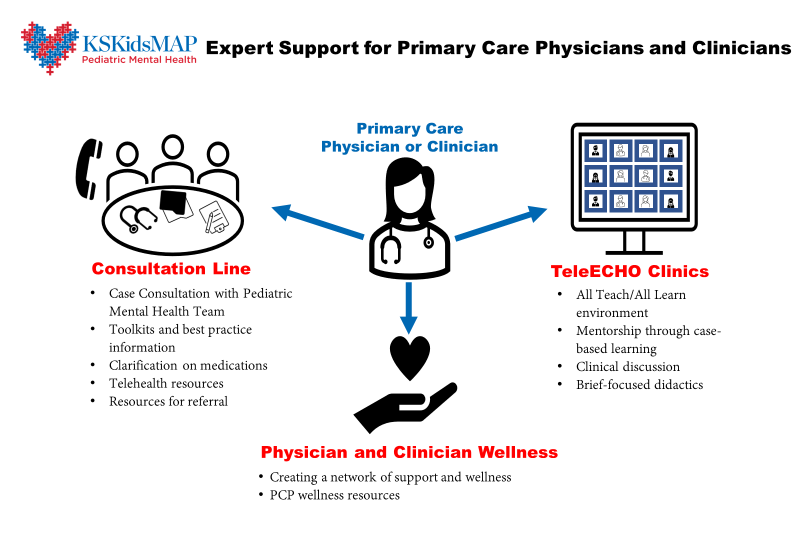 KSKidsMAP
Pediatric Mental Health
Expert Support for Primary Care Physicians and Clinicians
Primary Care
Physician or Clinician
Consultation Line
• Case Consultation with Pediatric
Mental Health Team
• Toolkits and best practice
information
• Clarification on medications
• Telehealth resources
• Resources for referral
TeleECHO Clinics
• All Teach/All Learn
environment
• Mentorship through case-
based learning
• Clinical discussion
• Brief-focused didactics
Physician and Clinician Wellness
• Creating a network of support and wellness
• PCP wellness resources